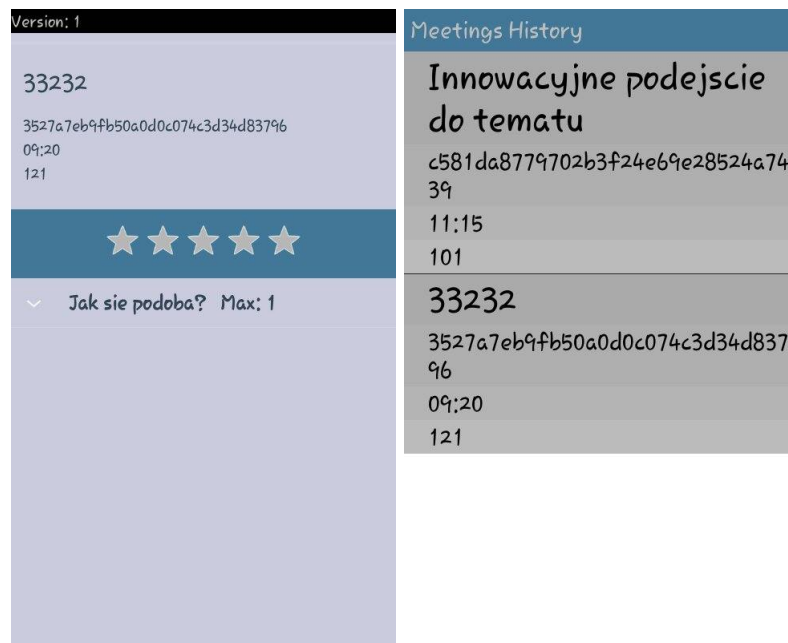 Version: 1
33232
3527a7eb9fb50a0d0c074c3d34d83796
09:20
121
Jak sie podoba? Max: 1
Meetings History
Innowacyjne podejscie
do tematu
c581da8779702b3f24e69e28524a74
39
11:15
101
33232
3527a7eb9fb50a0d0c074c3d34d837
96
09:20
121